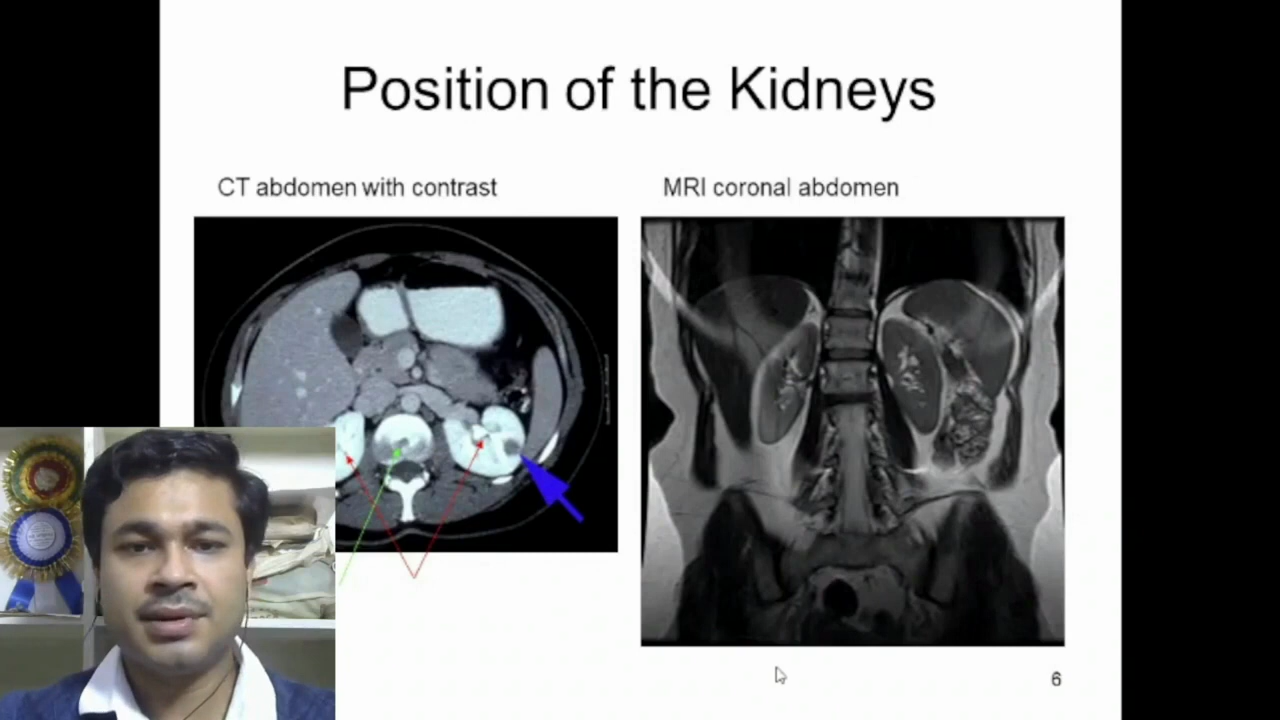 Position of the Kidneys
CT abdomen with contrast
MRI coronal abdomen
6